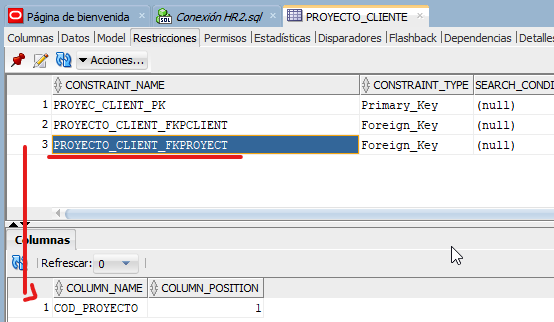 Página de bienvenida Conexión HR2.sql PROYECTO_CLIENTE
Columnas Datos Model Restricciones Permisos Estadísticas Disparadores Flashback Dependencias Detalles
Acciones...
CONSTRAINT_NAME CONSTRAINT_TYPE SEARCH_CONDI
1 PROYEC_CLIENT_PK Primary_Key (null)
2 PROYECTO_CLIENT_FKPCLIENT Foreign_Key (null)
3 PROYECTO_CLIENT_FKPROYECT Foreign_Key (null)
Columnas
Refrescar: 0
COLUMN_NAME COLUMN_POSITION
1 COD_PROYECTO 1